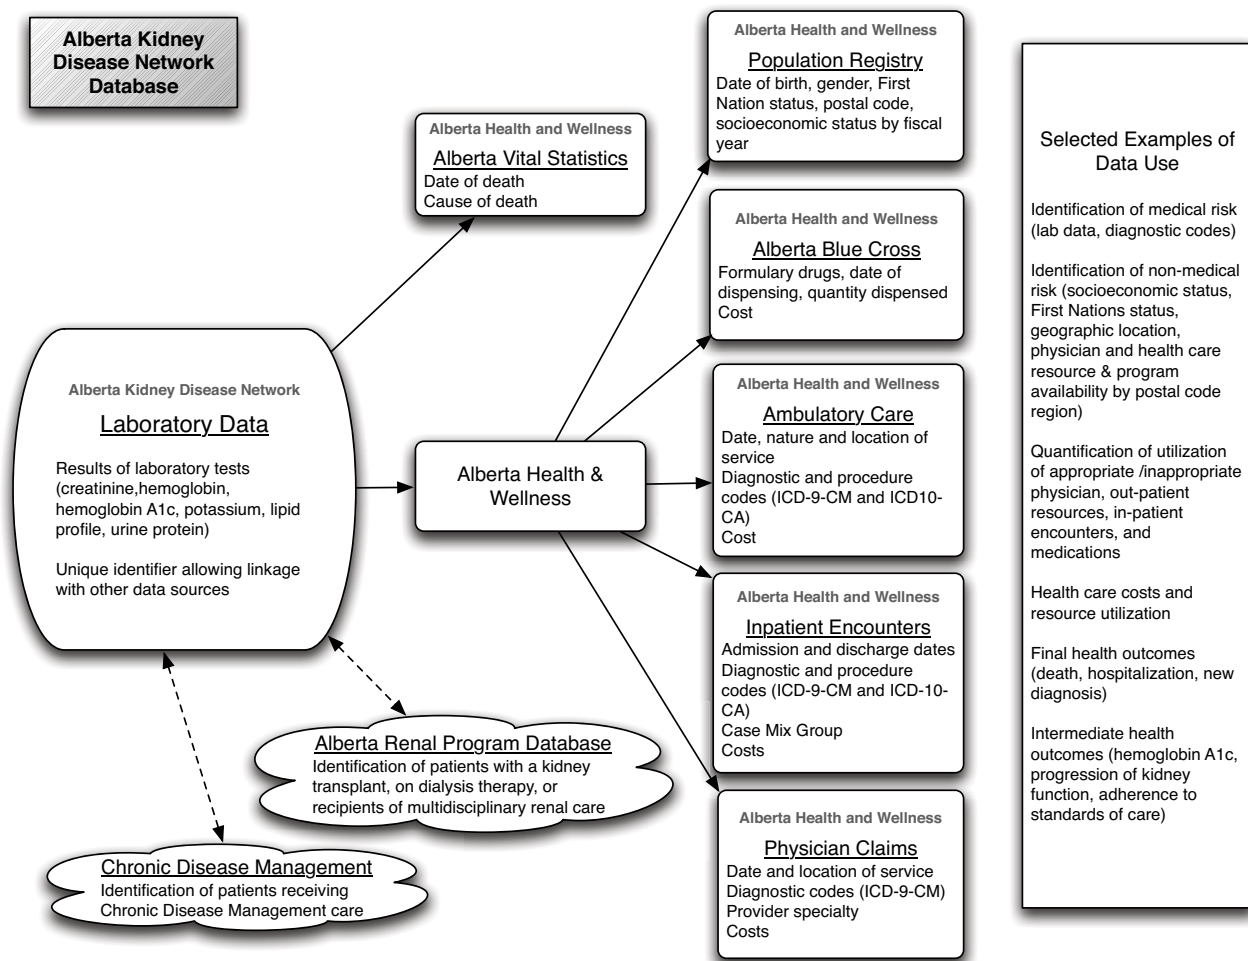 Alberta Kidney
Disease Network
Database
Alberta Health and Wellness
Alberta Vital Statistics
Date of death
Cause of death
Alberta Kidney Disease Network
Laboratory Data
Results of laboratory tests
(creatinine,hemoglobin,
hemoglobin A1c, potassium, lipid
profile, urine protein)
Unique identifier allowing linkage
with other data sources
Alberta Health &
Wellness
Alberta Renal Program Database
Identification of patients with a kidney
transplant, on dialysis therapy, or
recipients of multidisciplinary renal care
Chronic Disease Management
Identification of patients receiving
Chronic Disease Management care
Alberta Health and Wellness
Population Registry
Date of birth, gender, First
Nation status, postal code,
socioeconomic status by fiscal
year
Alberta Health and Wellness
Alberta Blue Cross
Formulary drugs, date of
dispensing, quantity dispensed
Cost
Alberta Health and Wellness
Ambulatory Care
Date, nature and location of
service
Diagnostic and procedure
codes (ICD-9-CM and ICD10-
CA)
Cost
Alberta Health and Wellness
Inpatient Encounters
Admission and discharge dates
Diagnostic and procedure
codes (ICD-9-CM and ICD-10-
CA)
Case Mix Group
Costs
Alberta Health and Wellness
Physician Claims
Date and location of service
Diagnostic codes (ICD-9-CM)
Provider specialty
Costs
Selected Examples of
Data Use
Identification of medical risk
(lab data, diagnostic codes)
Identification of non-medical
risk (socioeconomic status,
First Nations status,
geographic location,
physician and health care
resource & program
availability by postal code
region)
Quantification of utilization
of appropriate /inappropriate
physician, out-patient
resources, in-patient
encounters, and
medications
Health care costs and
resource utilization
Final health outcomes
(death, hospitalization, new
diagnosis)
Intermediate health
outcomes (hemoglobin A1c,
progression of kidney
function, adherence to
standards of care)